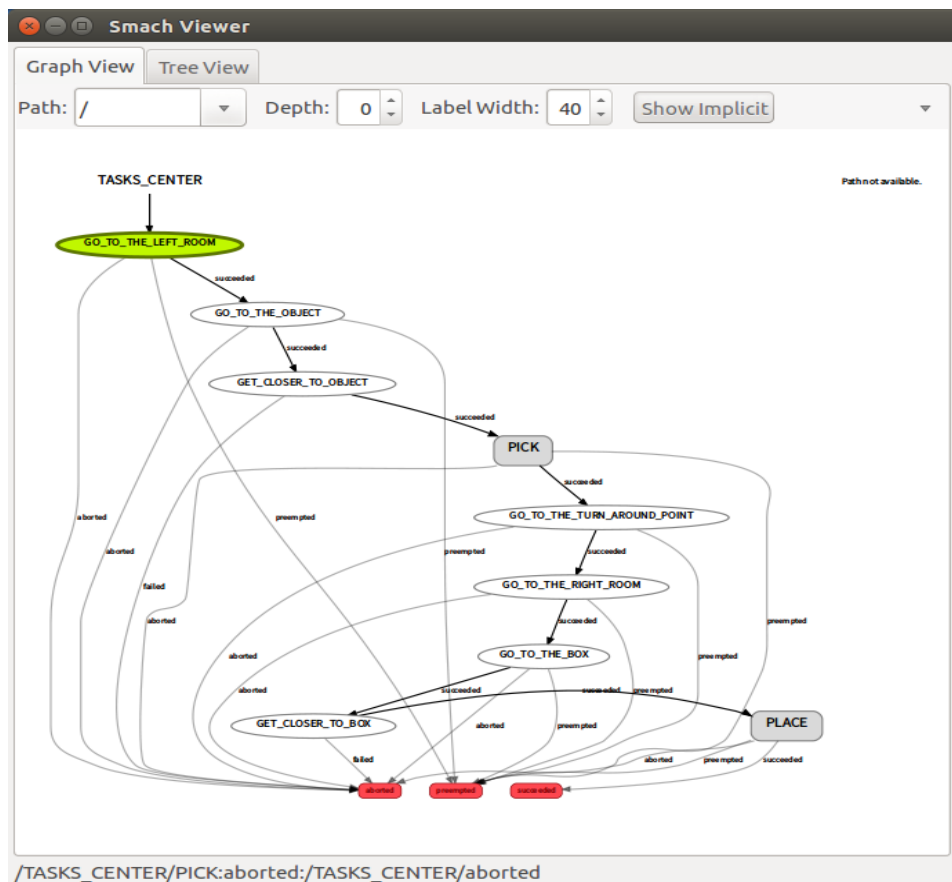 Smach Viewer
Graph View Tree View
Path: / Depth: 0 Label Width: 40 Show Implicit
TASKS_CENTER
Path not available.
GO_TO_THE_LEFT_ROOM
succeeded
GO_TO_THE_OBJECT
succeeded
GET_CLOSER_TO_OBJECT
succeeded
PICK
succeeded
aborted preempted GO_TO_THE_TURN_AROUND_POINT
aborted preempted succeeded
failed GO_TO_THE_RIGHT_ROOM
aborted succeeded preempted
aborted GO_TO_THE_BOX preempted
aborted succeeded succeeded preempted
GET_CLOSER_TO_BOX aborted preempted PLACE
failed aborted preempted succeeded
aborted preempted succeeded
/TASKS_CENTER/PICK:aborted:/TASKS_CENTER/aborted